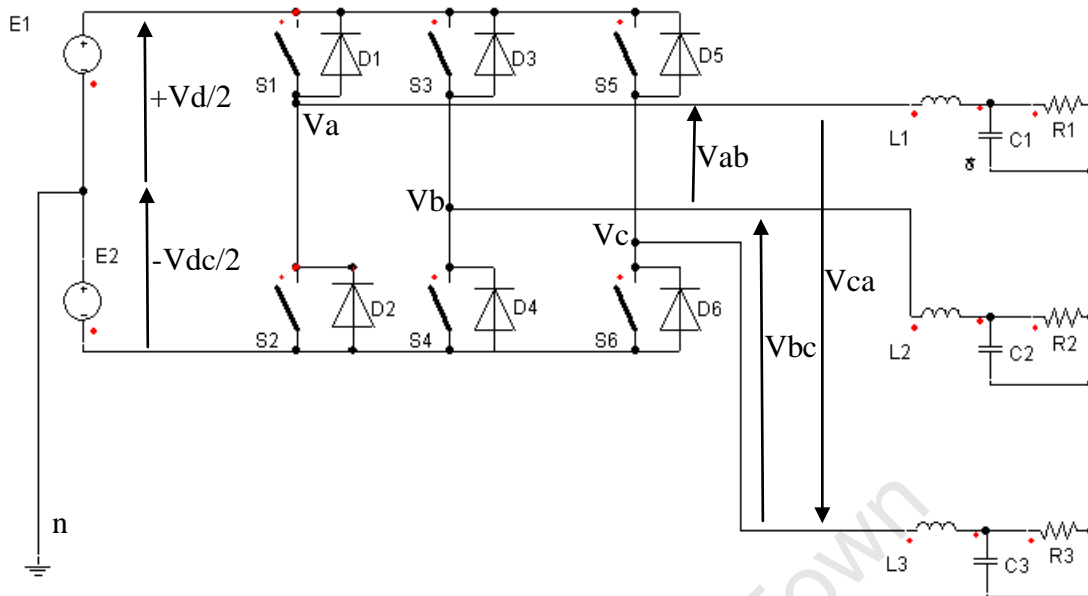 E1
+Vd/2
S1
D1
S3
D3
S5
D5
Va
Vab
L1
C1
R1
Vb
Vc
E2
-Vdc/2
Vca
S2
D2
S4
D4
S6
D6
Vbc
L2
C2
R2
n
L3
C3
R3
Town